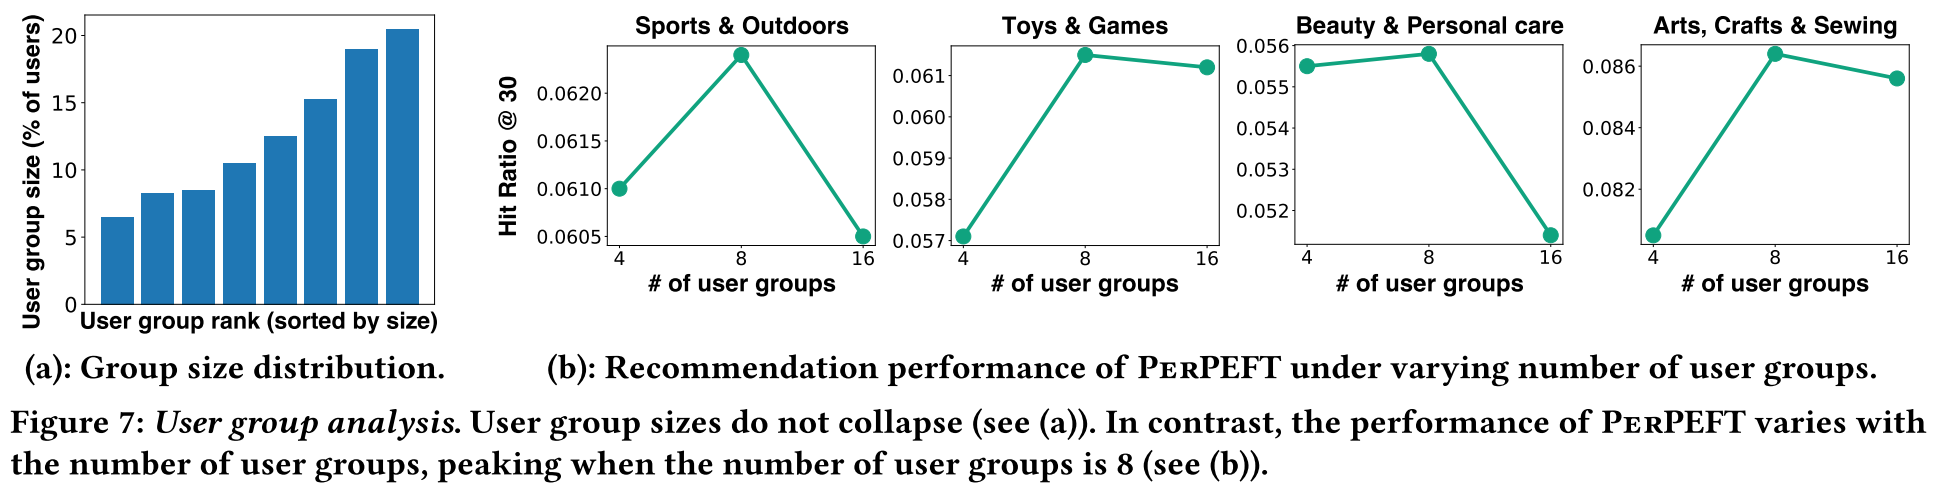 User group size (% of users)
20
15
10
5
0
User group rank (sorted by size)
(a): Group size distribution.
Hit Ratio @ 30
Sports & Outdoors
0.0620
0.0615
0.0610
0.0605
4 8 16
# of user groups
Toys & Games
0.061
0.060
0.059
0.058
0.057
4 8 16
# of user groups
Beauty & Personal care
0.056
0.055
0.054
0.053
0.052
4 8 16
# of user groups
Arts, Crafts & Sewing
0.086
0.084
0.082
4 8 16
# of user groups
(b): Recommendation performance of PERPEFT under varying number of user groups.
Figure 7: User group analysis. User group sizes do not collapse (see (a)). In contrast, the performance of PERPEFT varies with
the number of user groups, peaking when the number of user groups is 8 (see (b)).